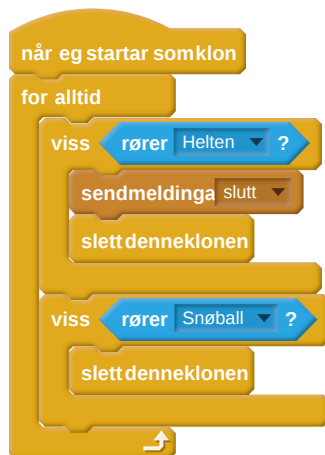 når eg startar som klon
for alltid
viss rører Helten ?
send meldinga slutt
slett denne klonen
viss rører Snøball ?
slett denne klonen